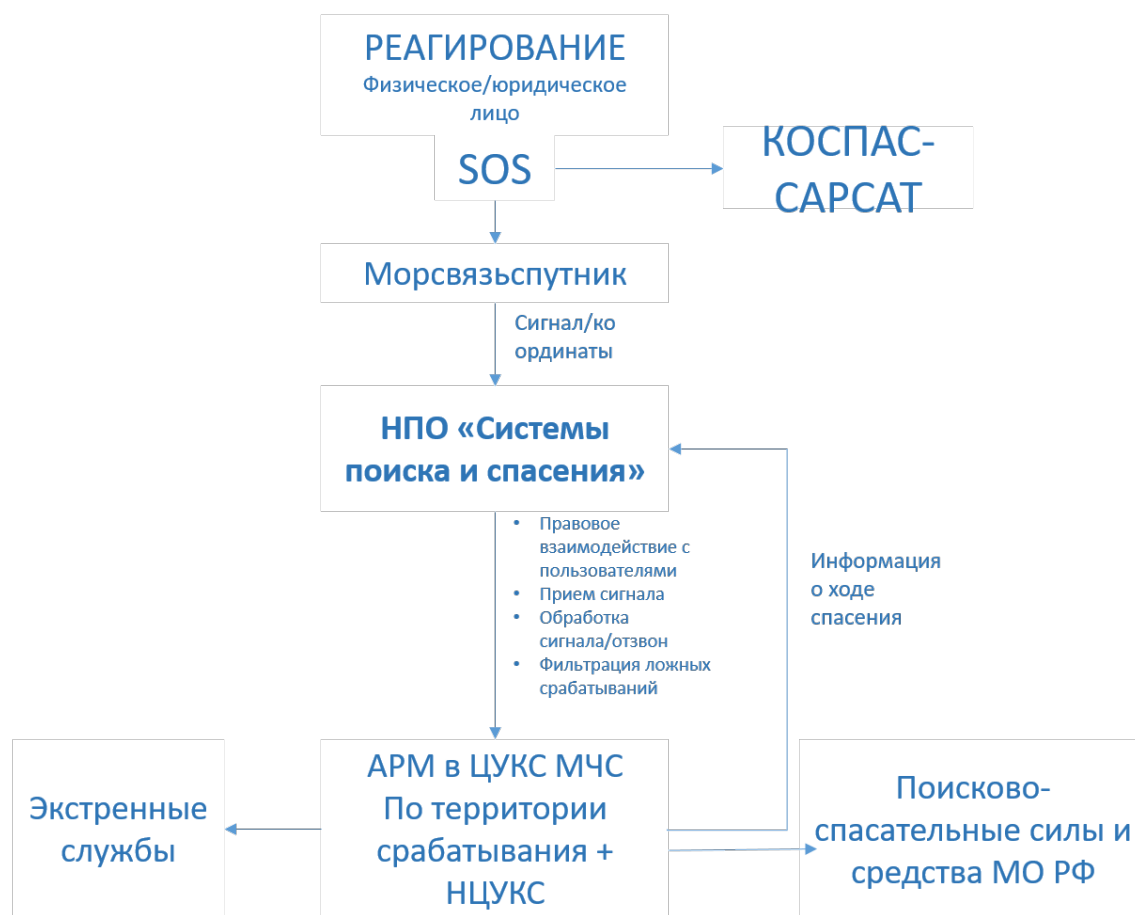 РЕАГИРОВАНИЕ
Физическое/юридическое
лицо
SOS
КОСПАС-
САРСАТ
Морсвязьспутник
Сигнал/ко
ординаты
НПО «Системы
поиска и спасения»
• Правовое
взаимодействие с
пользователями
• Прием сигнала
• Обработка
сигнала/отзвон
• Фильтрация ложных
срабатываний
Информация
о ходе
спасения
Экстренные
службы
АРМ в ЦУКС МЧС
По территории
срабатывания +
НЦУКС
Поисково-
спасательные силы и
средства МО РФ